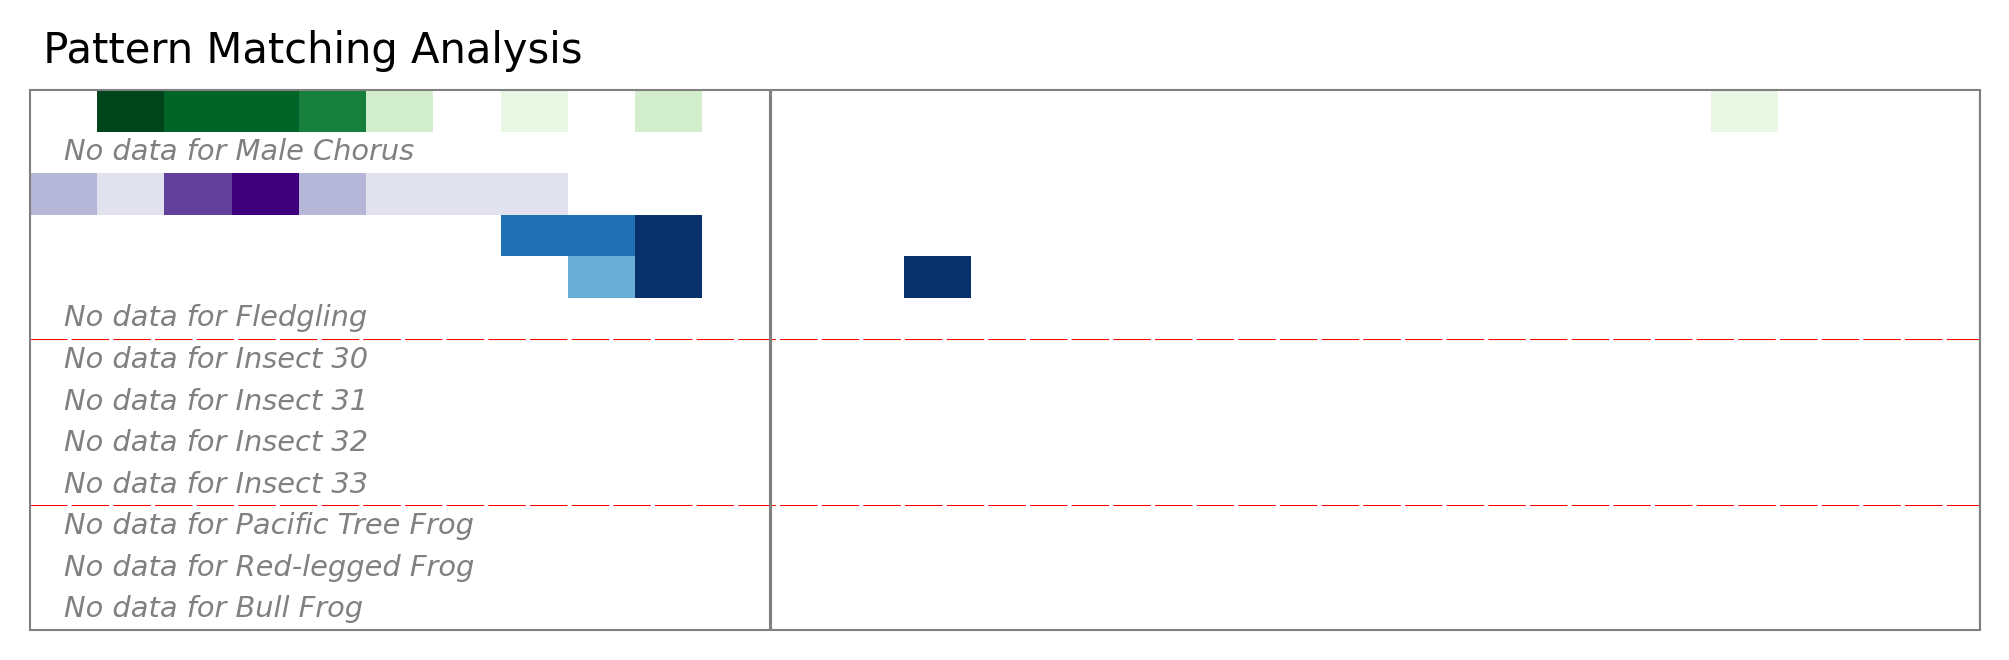 Pattern Matching Analysis
No data for Male Chorus
No data for Fledgling
No data for Insect 30
No data for Insect 31
No data for Insect 32
No data for Insect 33
No data for Pacific Tree Frog
No data for Red-legged Frog
No data for Bull Frog